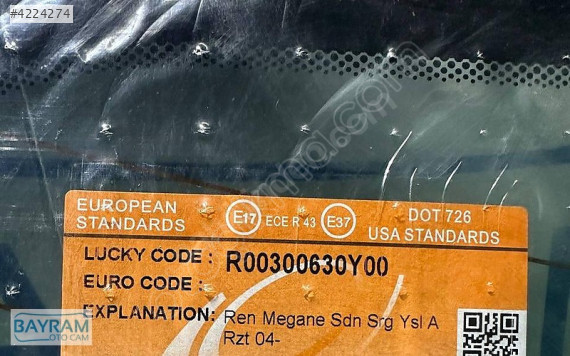 #4224274
EUROPEAN STANDARDS
E17 ECE R 43 E37
DOT 726
USA STANDARDS
LUCKY CODE : R00300630Y00
EURO CODE :
EXPLANATION: Ren Megane Sdn Srg Ysl A
Rzt 04-
BAYRAM
OTO CAM